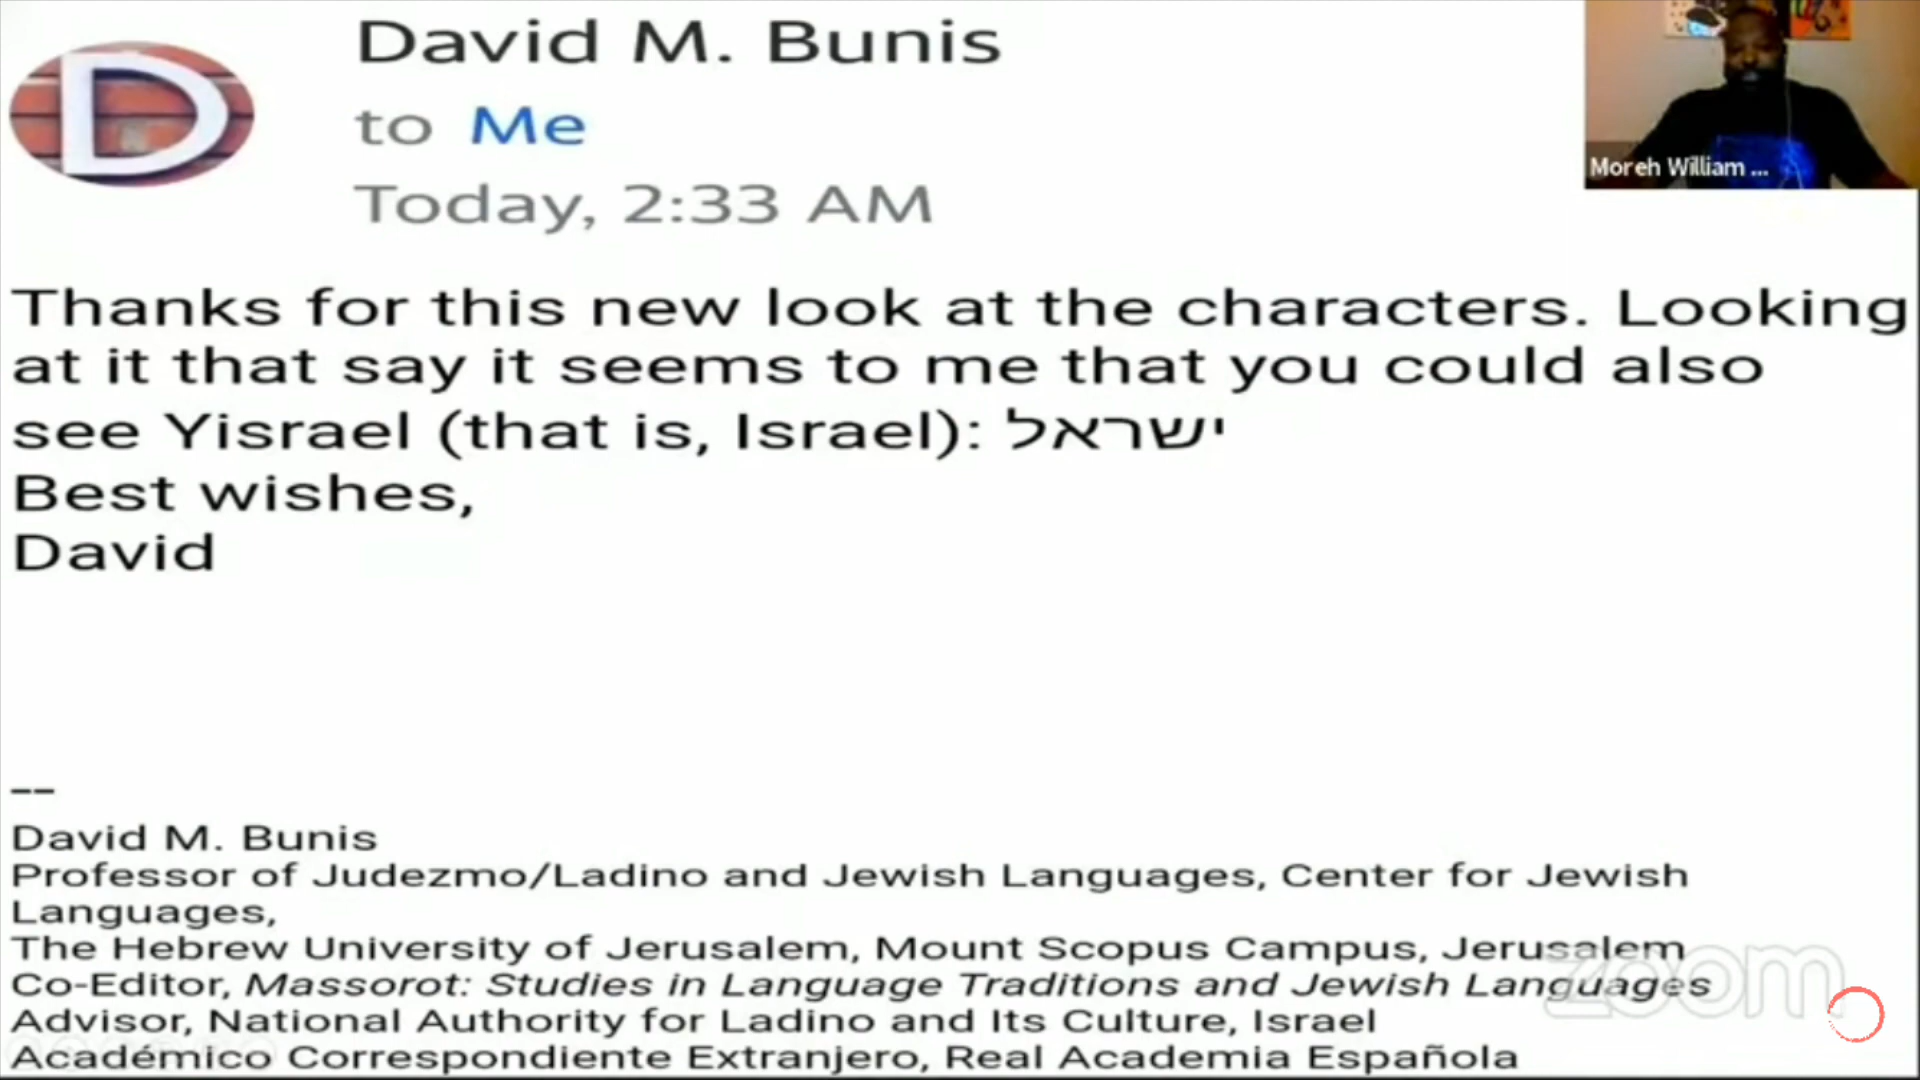 D
David M. Bunis
to Me
Today, 2:33 AM
Moreh William ...
Thanks for this new look at the characters. Looking
at it that say it seems to me that you could also
see Yisrael (that is, Israel): ישראל
Best wishes,
David
--
David M. Bunis
Professor of Judezmo/Ladino and Jewish Languages, Center for Jewish
Languages,
The Hebrew University of Jerusalem, Mount Scopus Campus, Jerusalem
Co-Editor, Massorot: Studies in Language Traditions and Jewish Languages
Advisor, National Authority for Ladino and Its Culture, Israel
Académico Correspondiente Extranjero, Real Academia Española
zoom